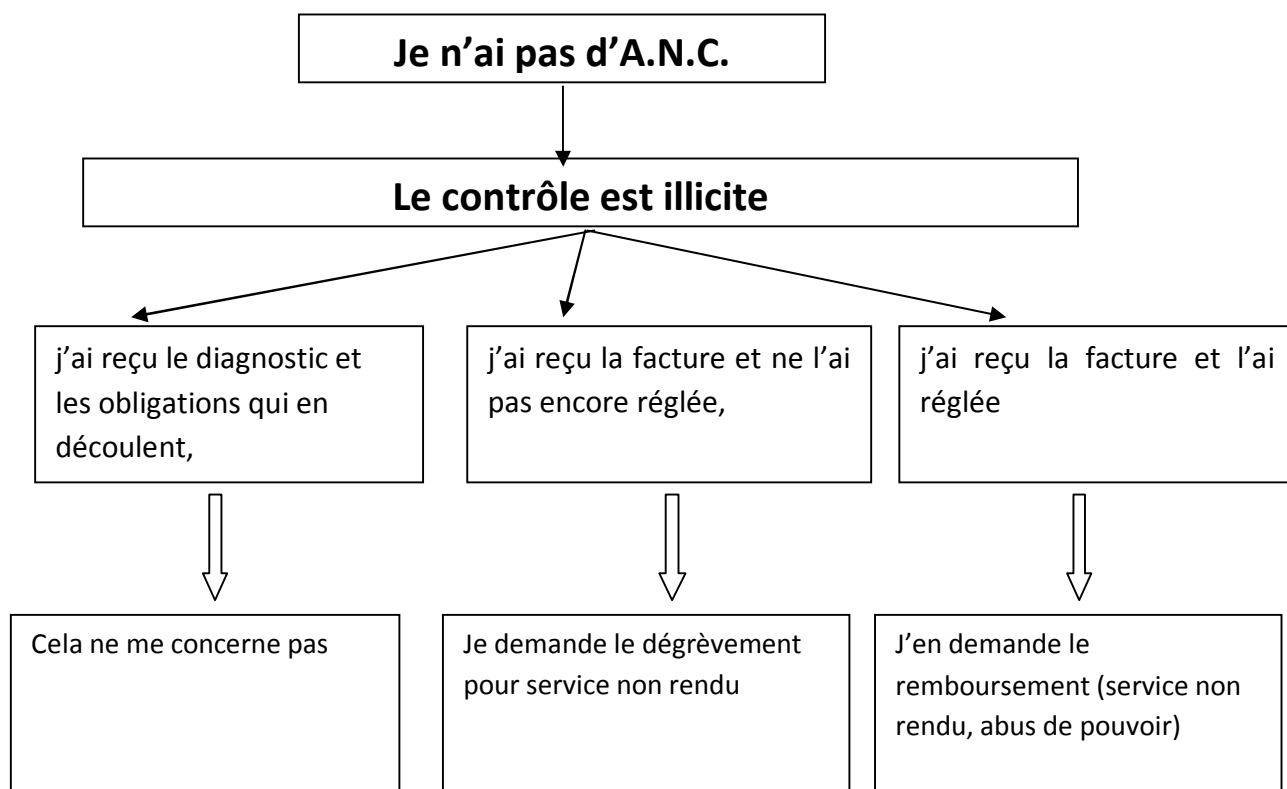 Je n'ai pas d'A.N.C.
Le contrôle est illicite
j'ai reçu le diagnostic et
les obligations qui en
découlent,
j'ai reçu la facture et ne l'ai
pas encore réglée,
j'ai reçu la facture et l'ai
réglée
Cela ne me concerne pas
Je demande le dégrèvement
pour service non rendu
J'en demande le
remboursement (service non
rendu, abus de pouvoir)